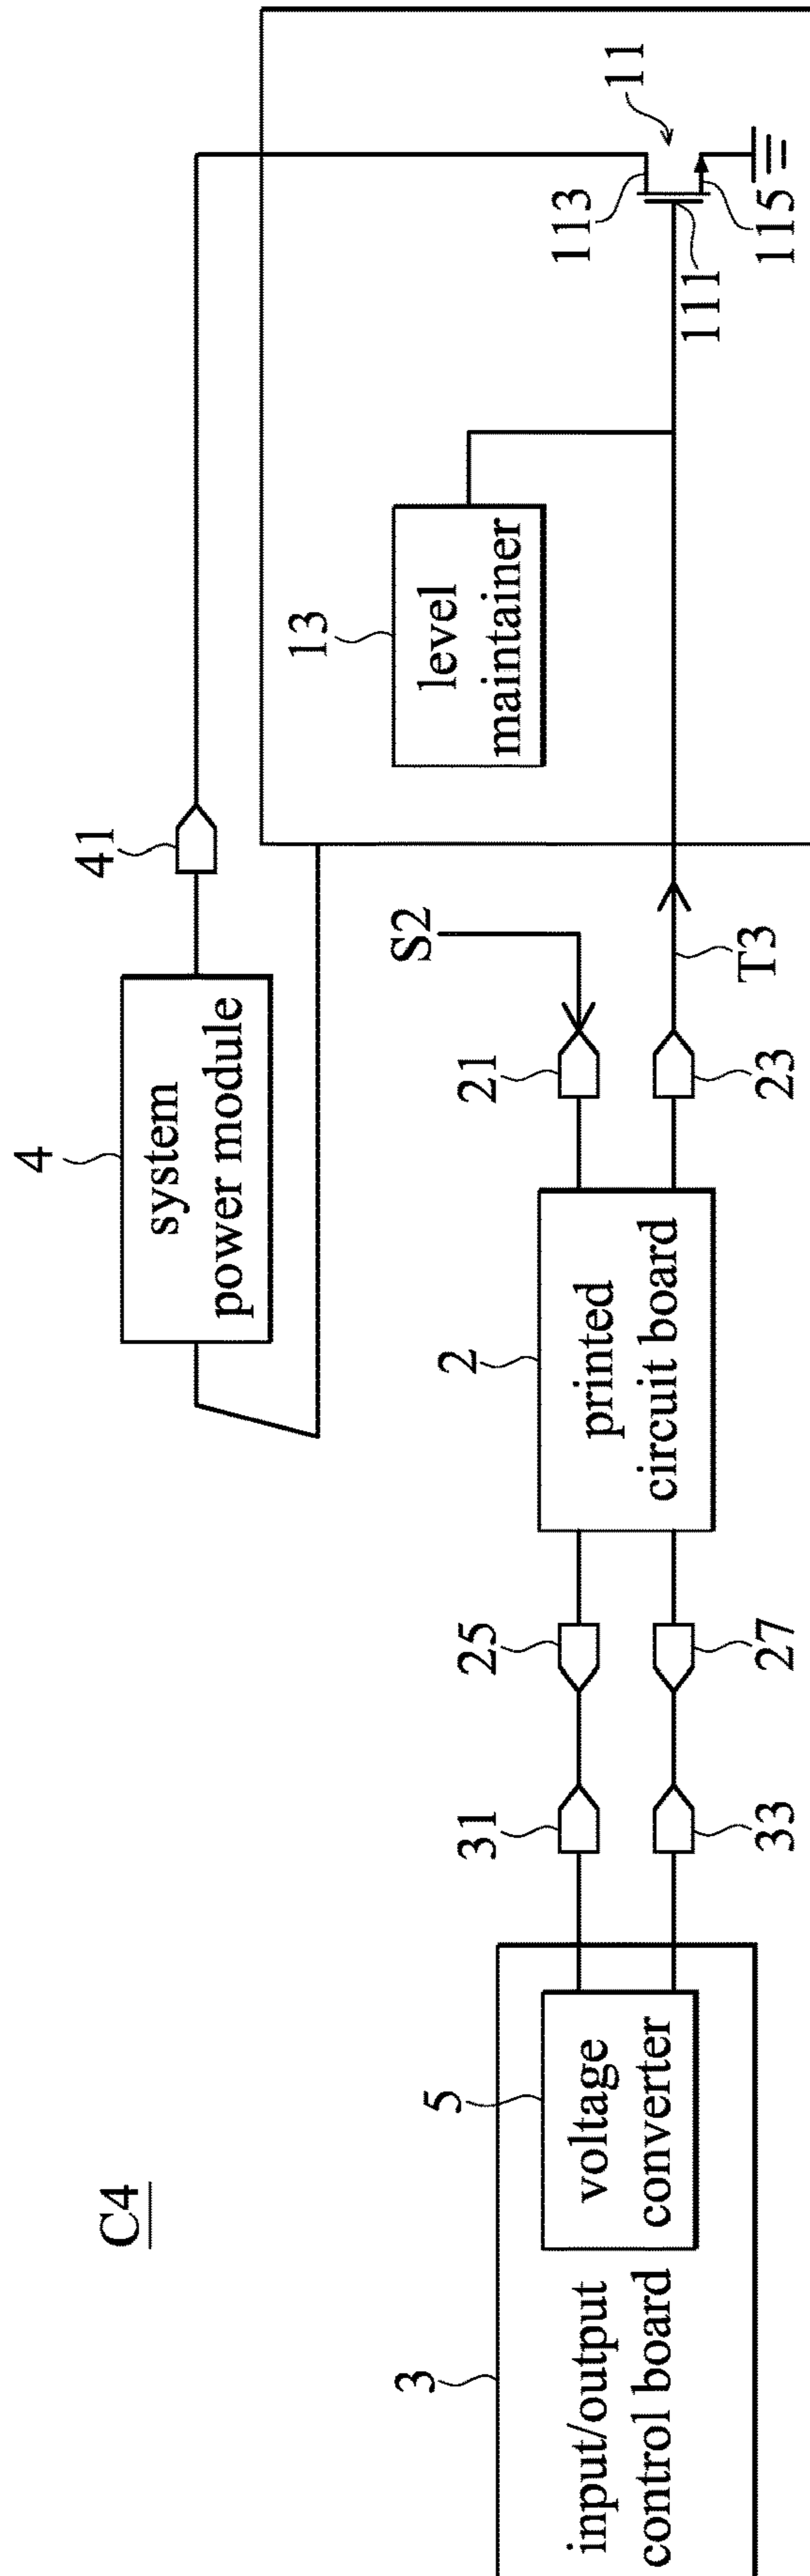 C4
4
system
power module
41
13
level
maintainer
11
113
111
115
S2
T3
21
23
2
printed
circuit board
25
27
31
33
3
5
voltage
converter
input/output
control board